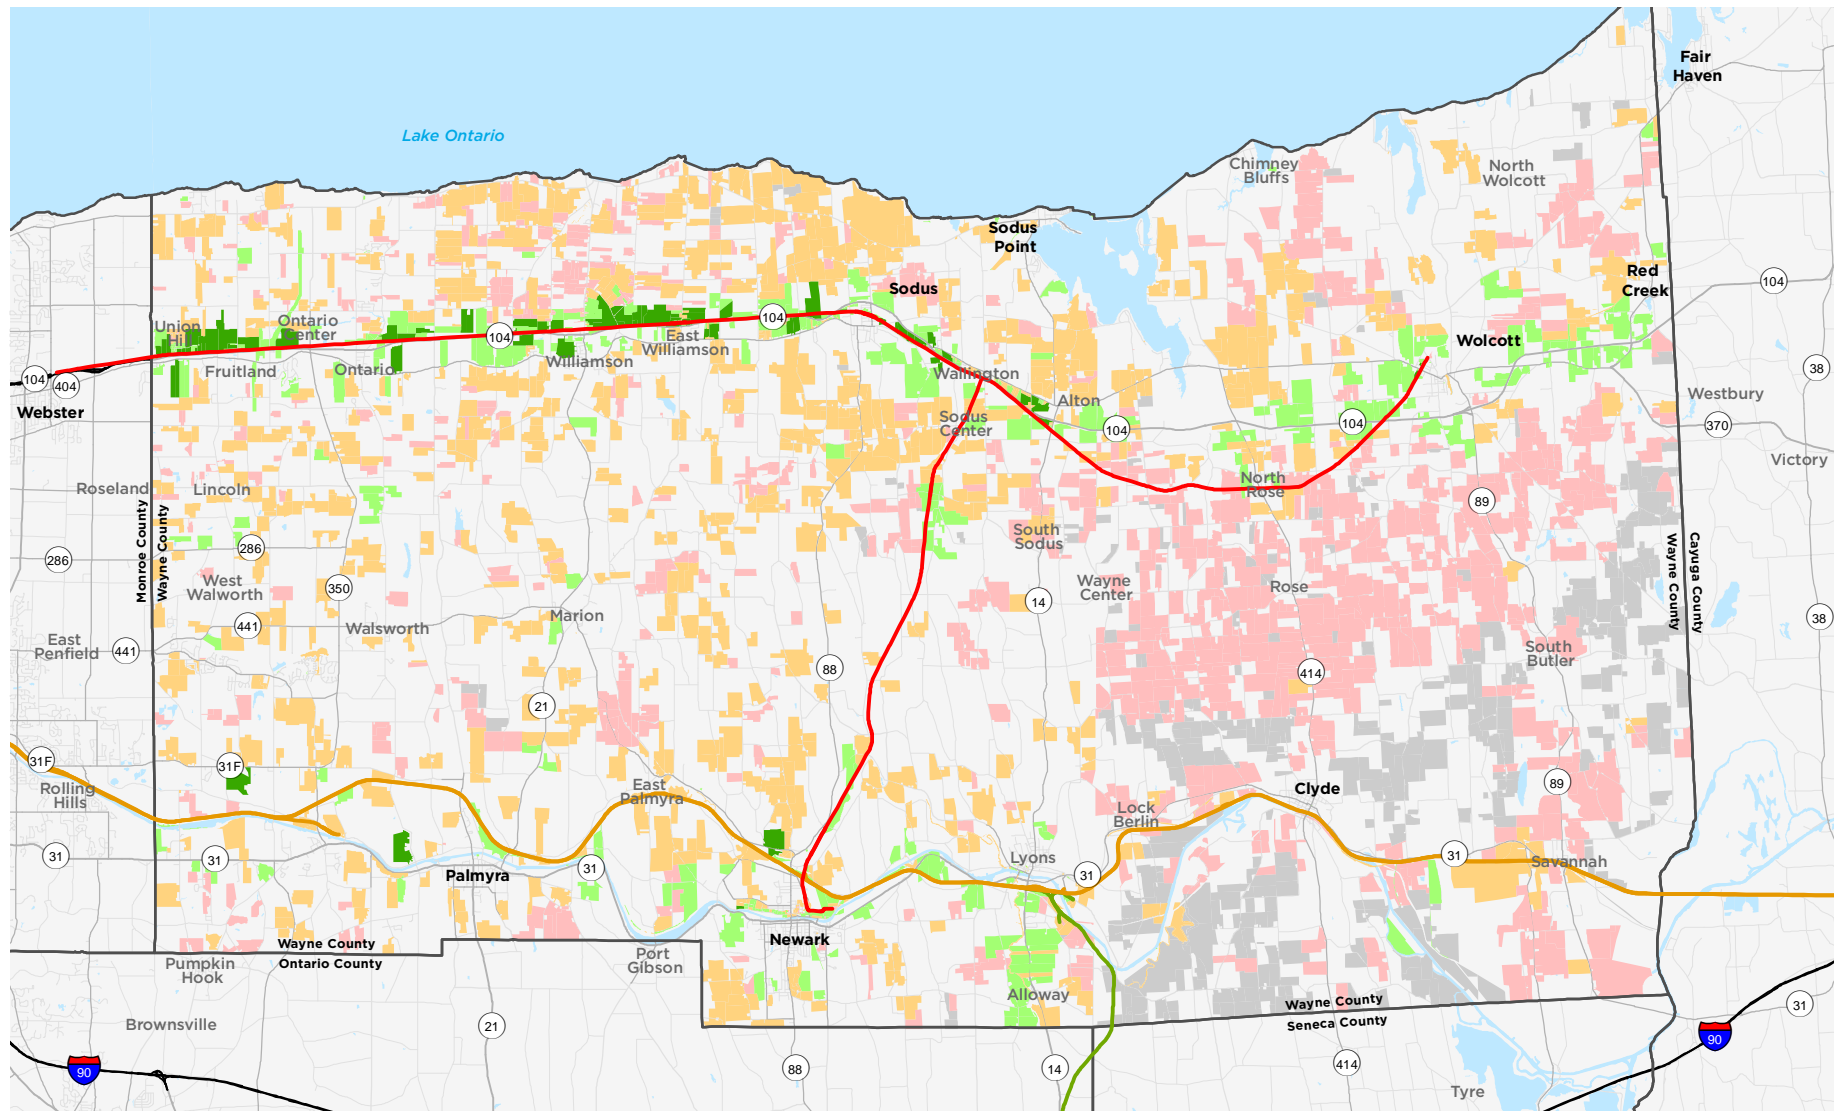 Fair
Haven
Lake Ontario
Chimney
Bluffs
North
Wolcott
Sodus
Point
Red
Creek
104
Sodus
Union
Hill
Ontario
Center
104
104
East
Williamson
Williamson
Wolcott
Fruitland
Ontario
Wallington
38
104
404
Webster
Alton
Westbury
Sodus
Center
104
104
370
Victory
Roseland
Lincoln
North
Rose
89
Monroe County
Wayne County
South
Sodus
Cayuga County
Wayne County
286
286
West
Walworth
350
Wayne
Center
Rose
14
Marion
38
441
Walsworth
East
Penfield
441
South
Butler
88
414
21
31F
31F
Rolling
Hills
East
Palmyra
Clyde
89
Lock
Berlin
31
31
31
Savannah
Lyons
31
31
Palmyra
Newark
Wayne County
Ontario County
Pumpkin
Hook
Port
Gibson
Alloway
Wayne County
Seneca County
31
Brownsville
21
90
90
88
14
414
Tyre